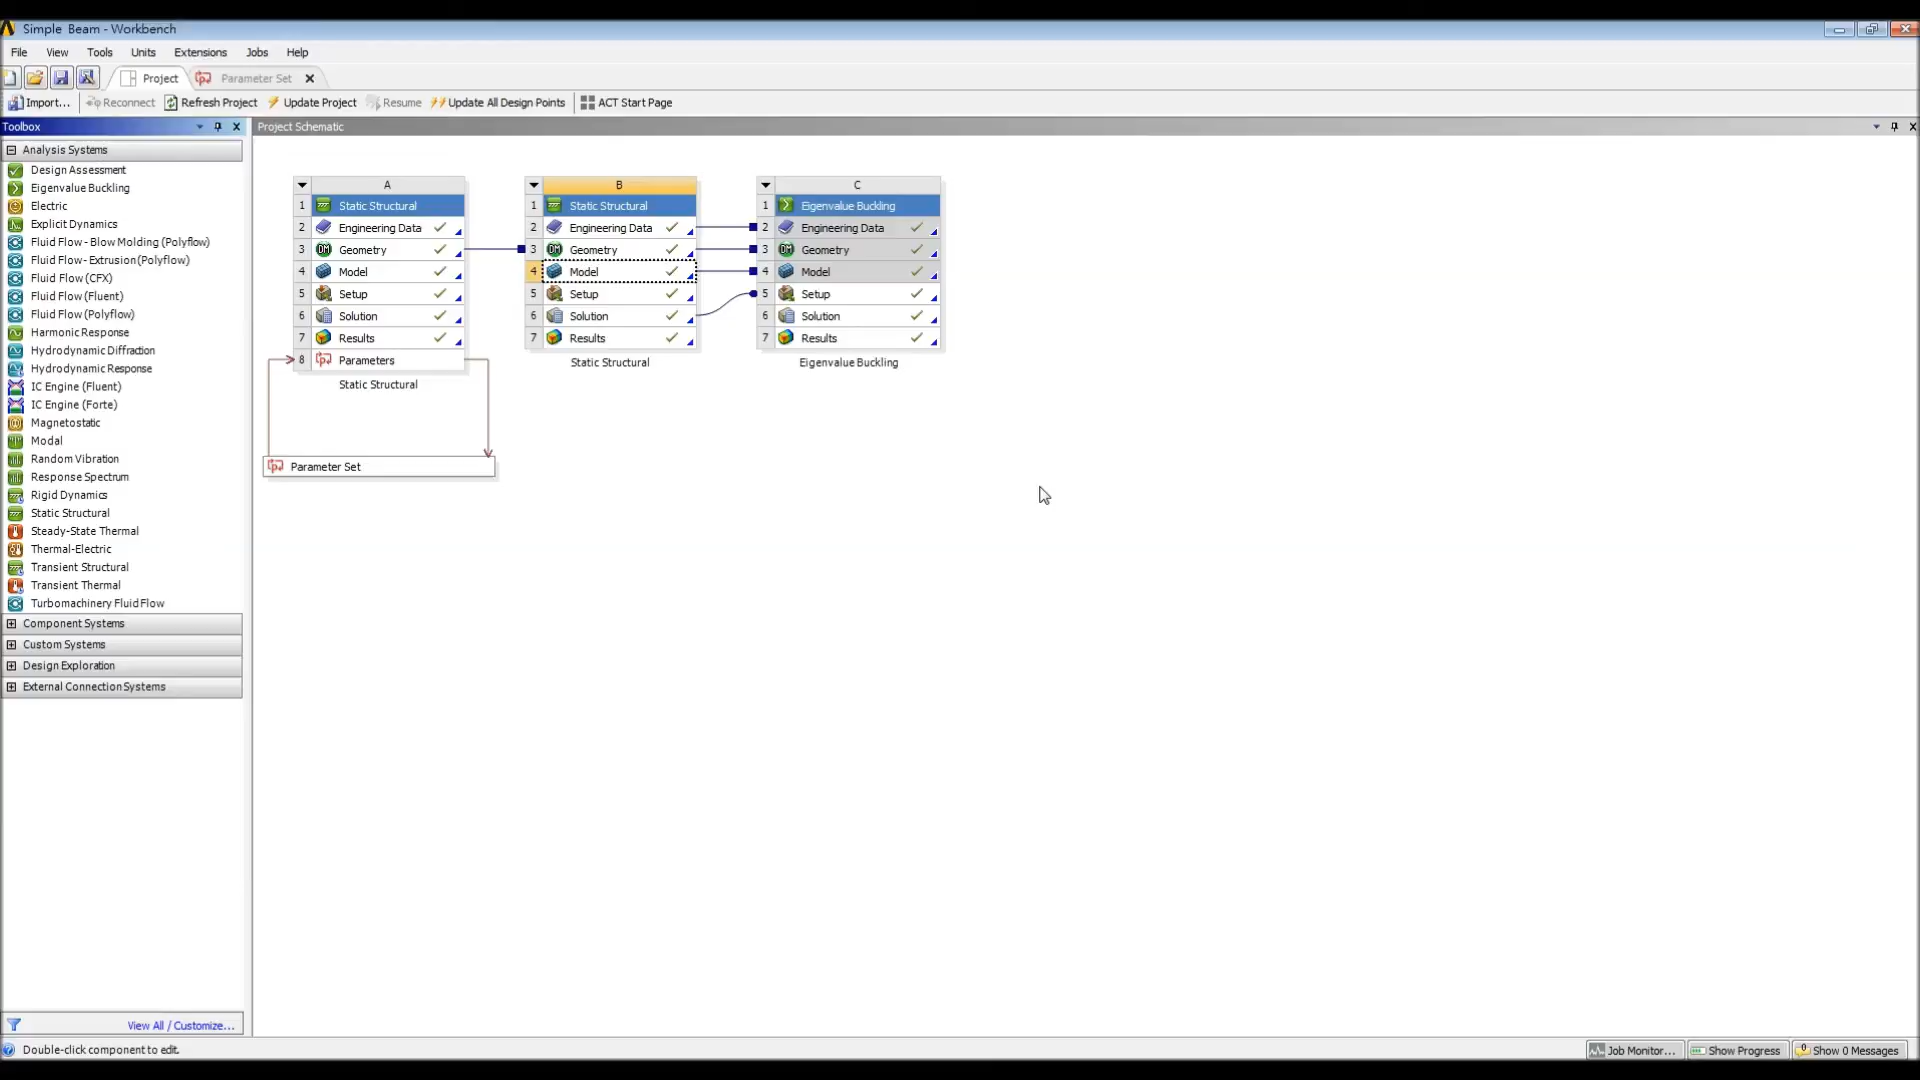 Simple Beam - Workbench
File View Tools Units Extensions Jobs Help
Project Parameter Set
Import... Reconnect Refresh Project Update Project Resume Update All Design Points ACT Start Page
Toolbox
Analysis Systems
Design Assessment
Eigenvalue Buckling
Electric
Explicit Dynamics
Fluid Flow - Blow Molding (Polyflow)
Fluid Flow - Extrusion (Polyflow)
Fluid Flow (CFX)
Fluid Flow (Fluent)
Fluid Flow (Polyflow)
Harmonic Response
Hydrodynamic Diffraction
Hydrodynamic Response
IC Engine (Fluent)
IC Engine (Forte)
Magnetostatic
Modal
Random Vibration
Response Spectrum
Rigid Dynamics
Static Structural
Steady-State Thermal
Thermal-Electric
Transient Structural
Transient Thermal
Turbomachinery Fluid Flow
Component Systems
Custom Systems
Design Exploration
External Connection Systems
View All / Customize...
Project Schematic
A
1 Static Structural
2 Engineering Data
3 Geometry
4 Model
5 Setup
6 Solution
7 Results
8 Parameters
Static Structural
Parameter Set
B
1 Static Structural
2 Engineering Data
3 Geometry
4 Model
5 Setup
6 Solution
7 Results
Static Structural
C
1 Eigenvalue Buckling
2 Engineering Data
3 Geometry
4 Model
5 Setup
6 Solution
7 Results
Eigenvalue Buckling
Double-click component to edit.
Job Monitor... Show Progress Show 0 Messages